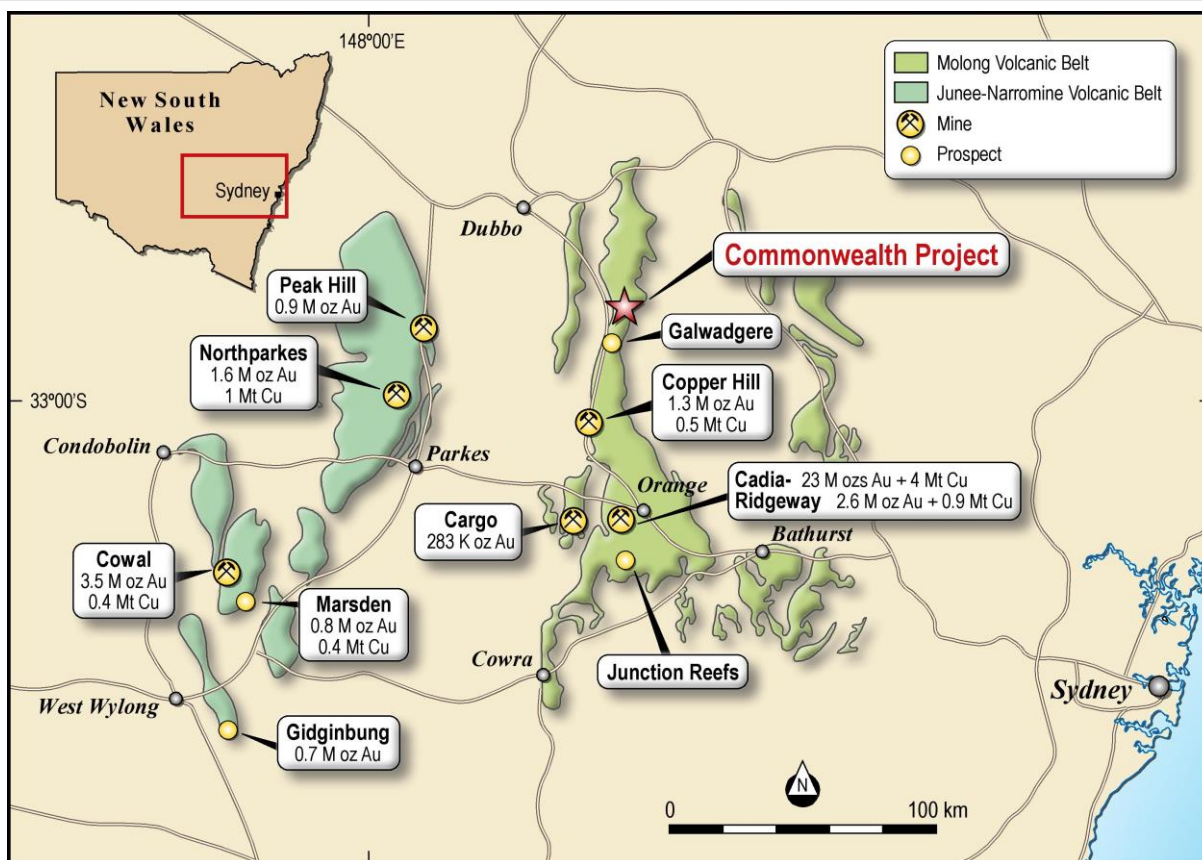 148°00'E
New South
Wales
Sydney
Molong Volcanic Belt
Junee-Narromine Volcanic Belt
Mine
Prospect
Dubbo
Commonwealth Project
Peak Hill
0.9 M oz Au
Galwadgere
Northparkes
1.6 M oz Au
1 Mt Cu
Copper Hill
1.3 M oz Au
0.5 Mt Cu
33°00'S
Condobolin
Parkes
Orange
Cadia- 23 M ozs Au + 4 Mt Cu
Ridgeway 2.6 M oz Au + 0.9 Mt Cu
Cargo
283 K oz Au
Bathurst
Cowal
3.5 M oz Au
0.4 Mt Cu
Marsden
0.8 M oz Au
0.4 Mt Cu
Cowra
Junction Reefs
Sydney
West Wylong
Gidginbung
0.7 M oz Au
N
0 100 km